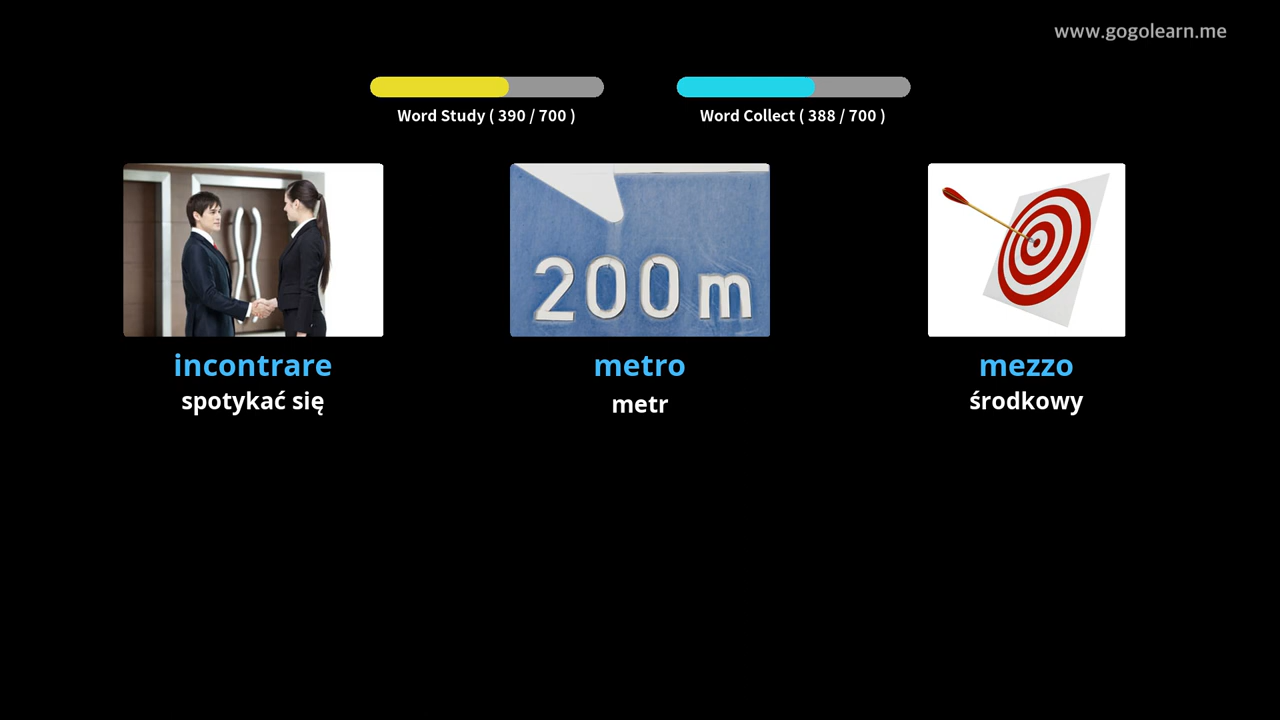 www.gogolearn.me
Word Study ( 390 / 700 )
Word Collect ( 388 / 700 )
200 m
incontrare
metro
mezzo
spotykać się
metr
środkowy